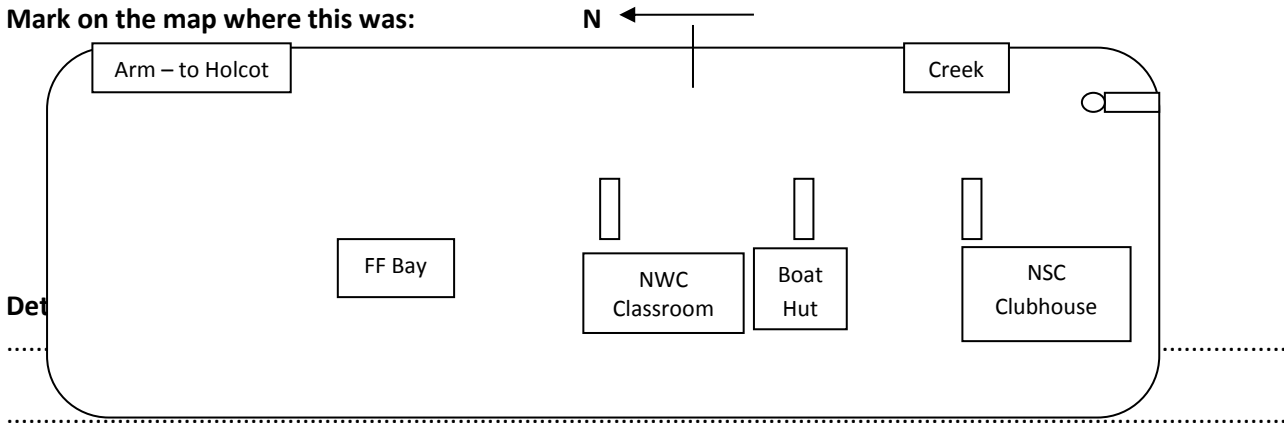 Mark on the map where this was: N
Arm – to Holcot
Creek
FF Bay
NWC
Classroom
Boat
Hut
NSC
Clubhouse
Det